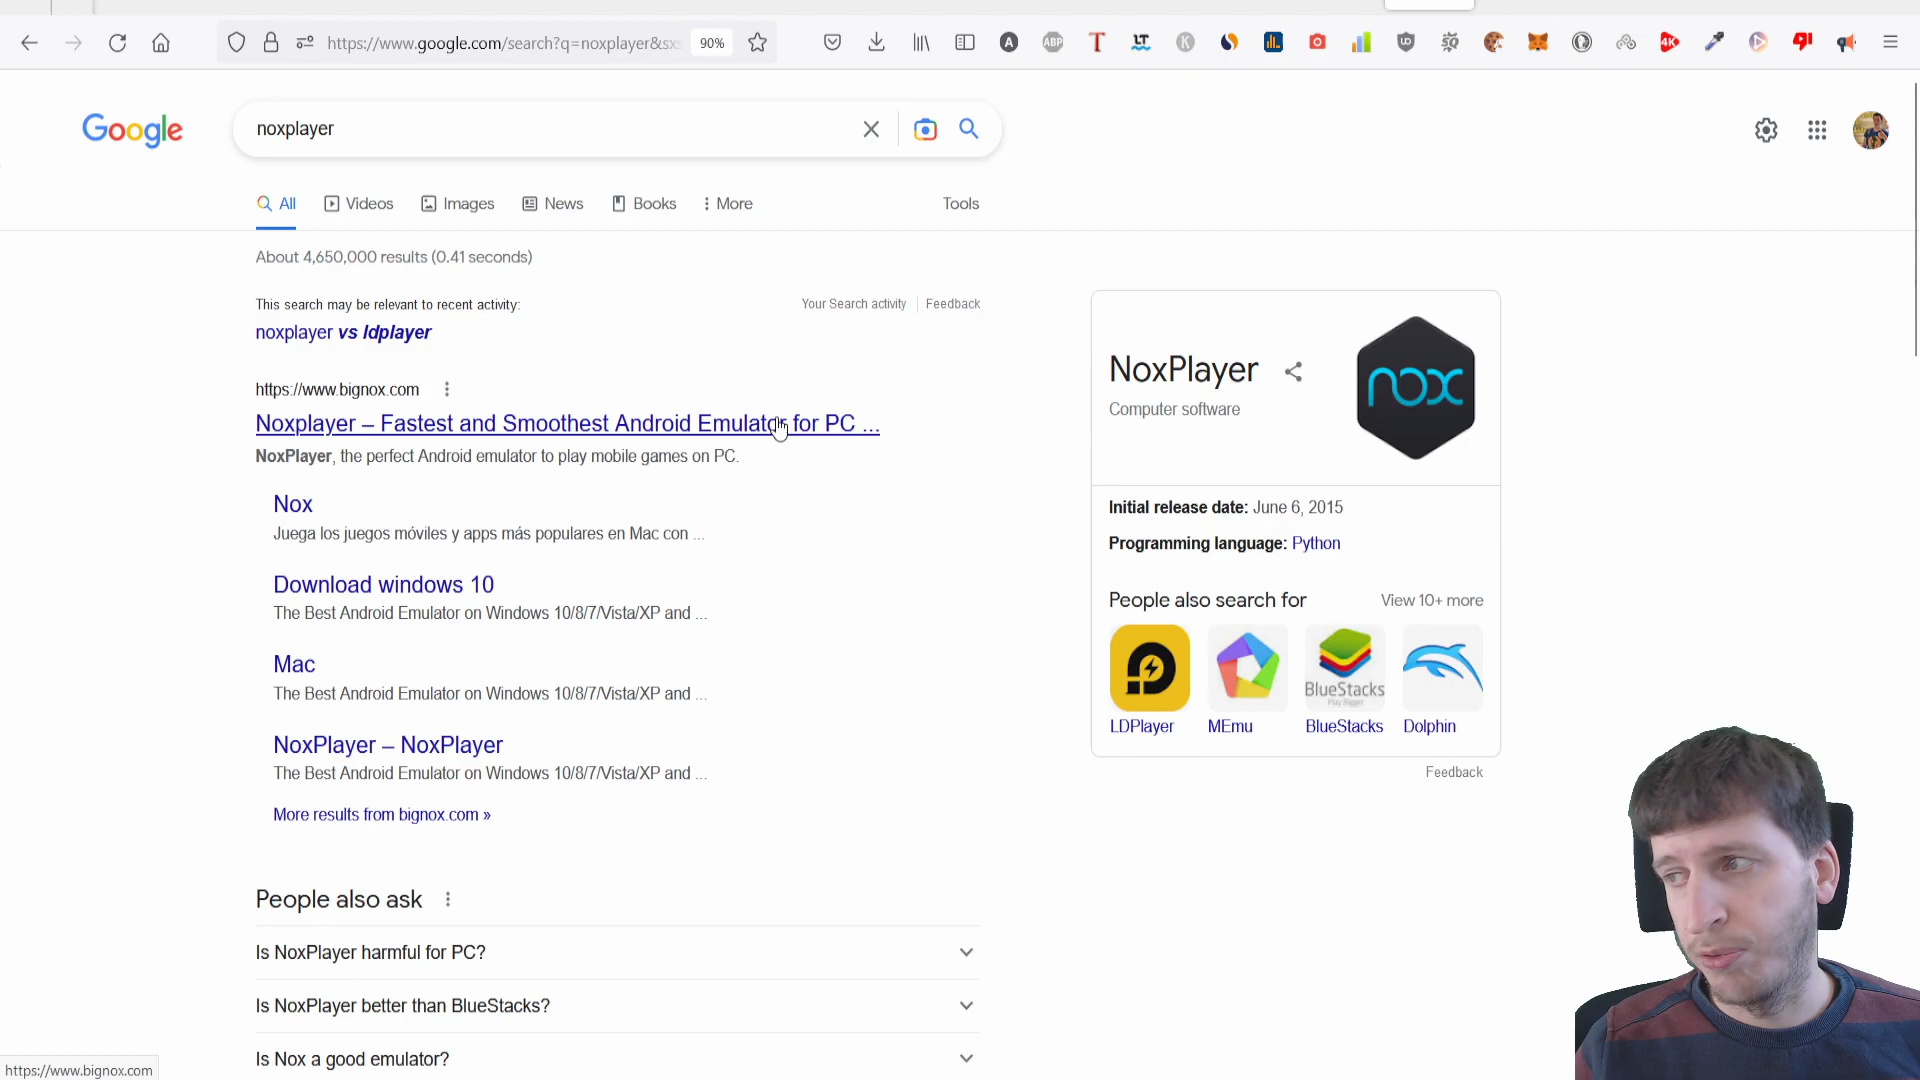 https://www.google.com/search?q=noxplayer&sxs
90%
A
ABP
T
LT
K
4K
Google
noxplayer
All
Videos
Images
News
Books
More
Tools
About 4,650,000 results (0.41 seconds)
This search may be relevant to recent activity:
Your Search activity
Feedback
noxplayer vs ldplayer
https://www.bignox.com
Noxplayer – Fastest and Smoothest Android Emulator for PC ...
NoxPlayer, the perfect Android emulator to play mobile games on PC.
Nox
Juega los juegos móviles y apps más populares en Mac con ...
Download windows 10
The Best Android Emulator on Windows 10/8/7/Vista/XP and ...
Mac
The Best Android Emulator on Windows 10/8/7/Vista/XP and ...
NoxPlayer – NoxPlayer
The Best Android Emulator on Windows 10/8/7/Vista/XP and ...
More results from bignox.com »
People also ask
Is NoxPlayer harmful for PC?
Is NoxPlayer better than BlueStacks?
Is Nox a good emulator?
NoxPlayer
Computer software
nox
Initial release date: June 6, 2015
Programming language: Python
People also search for
View 10+ more
BlueStacks
Play Bigger
LDPlayer
MEmu
BlueStacks
Dolphin
Feedback
https://www.bignox.com